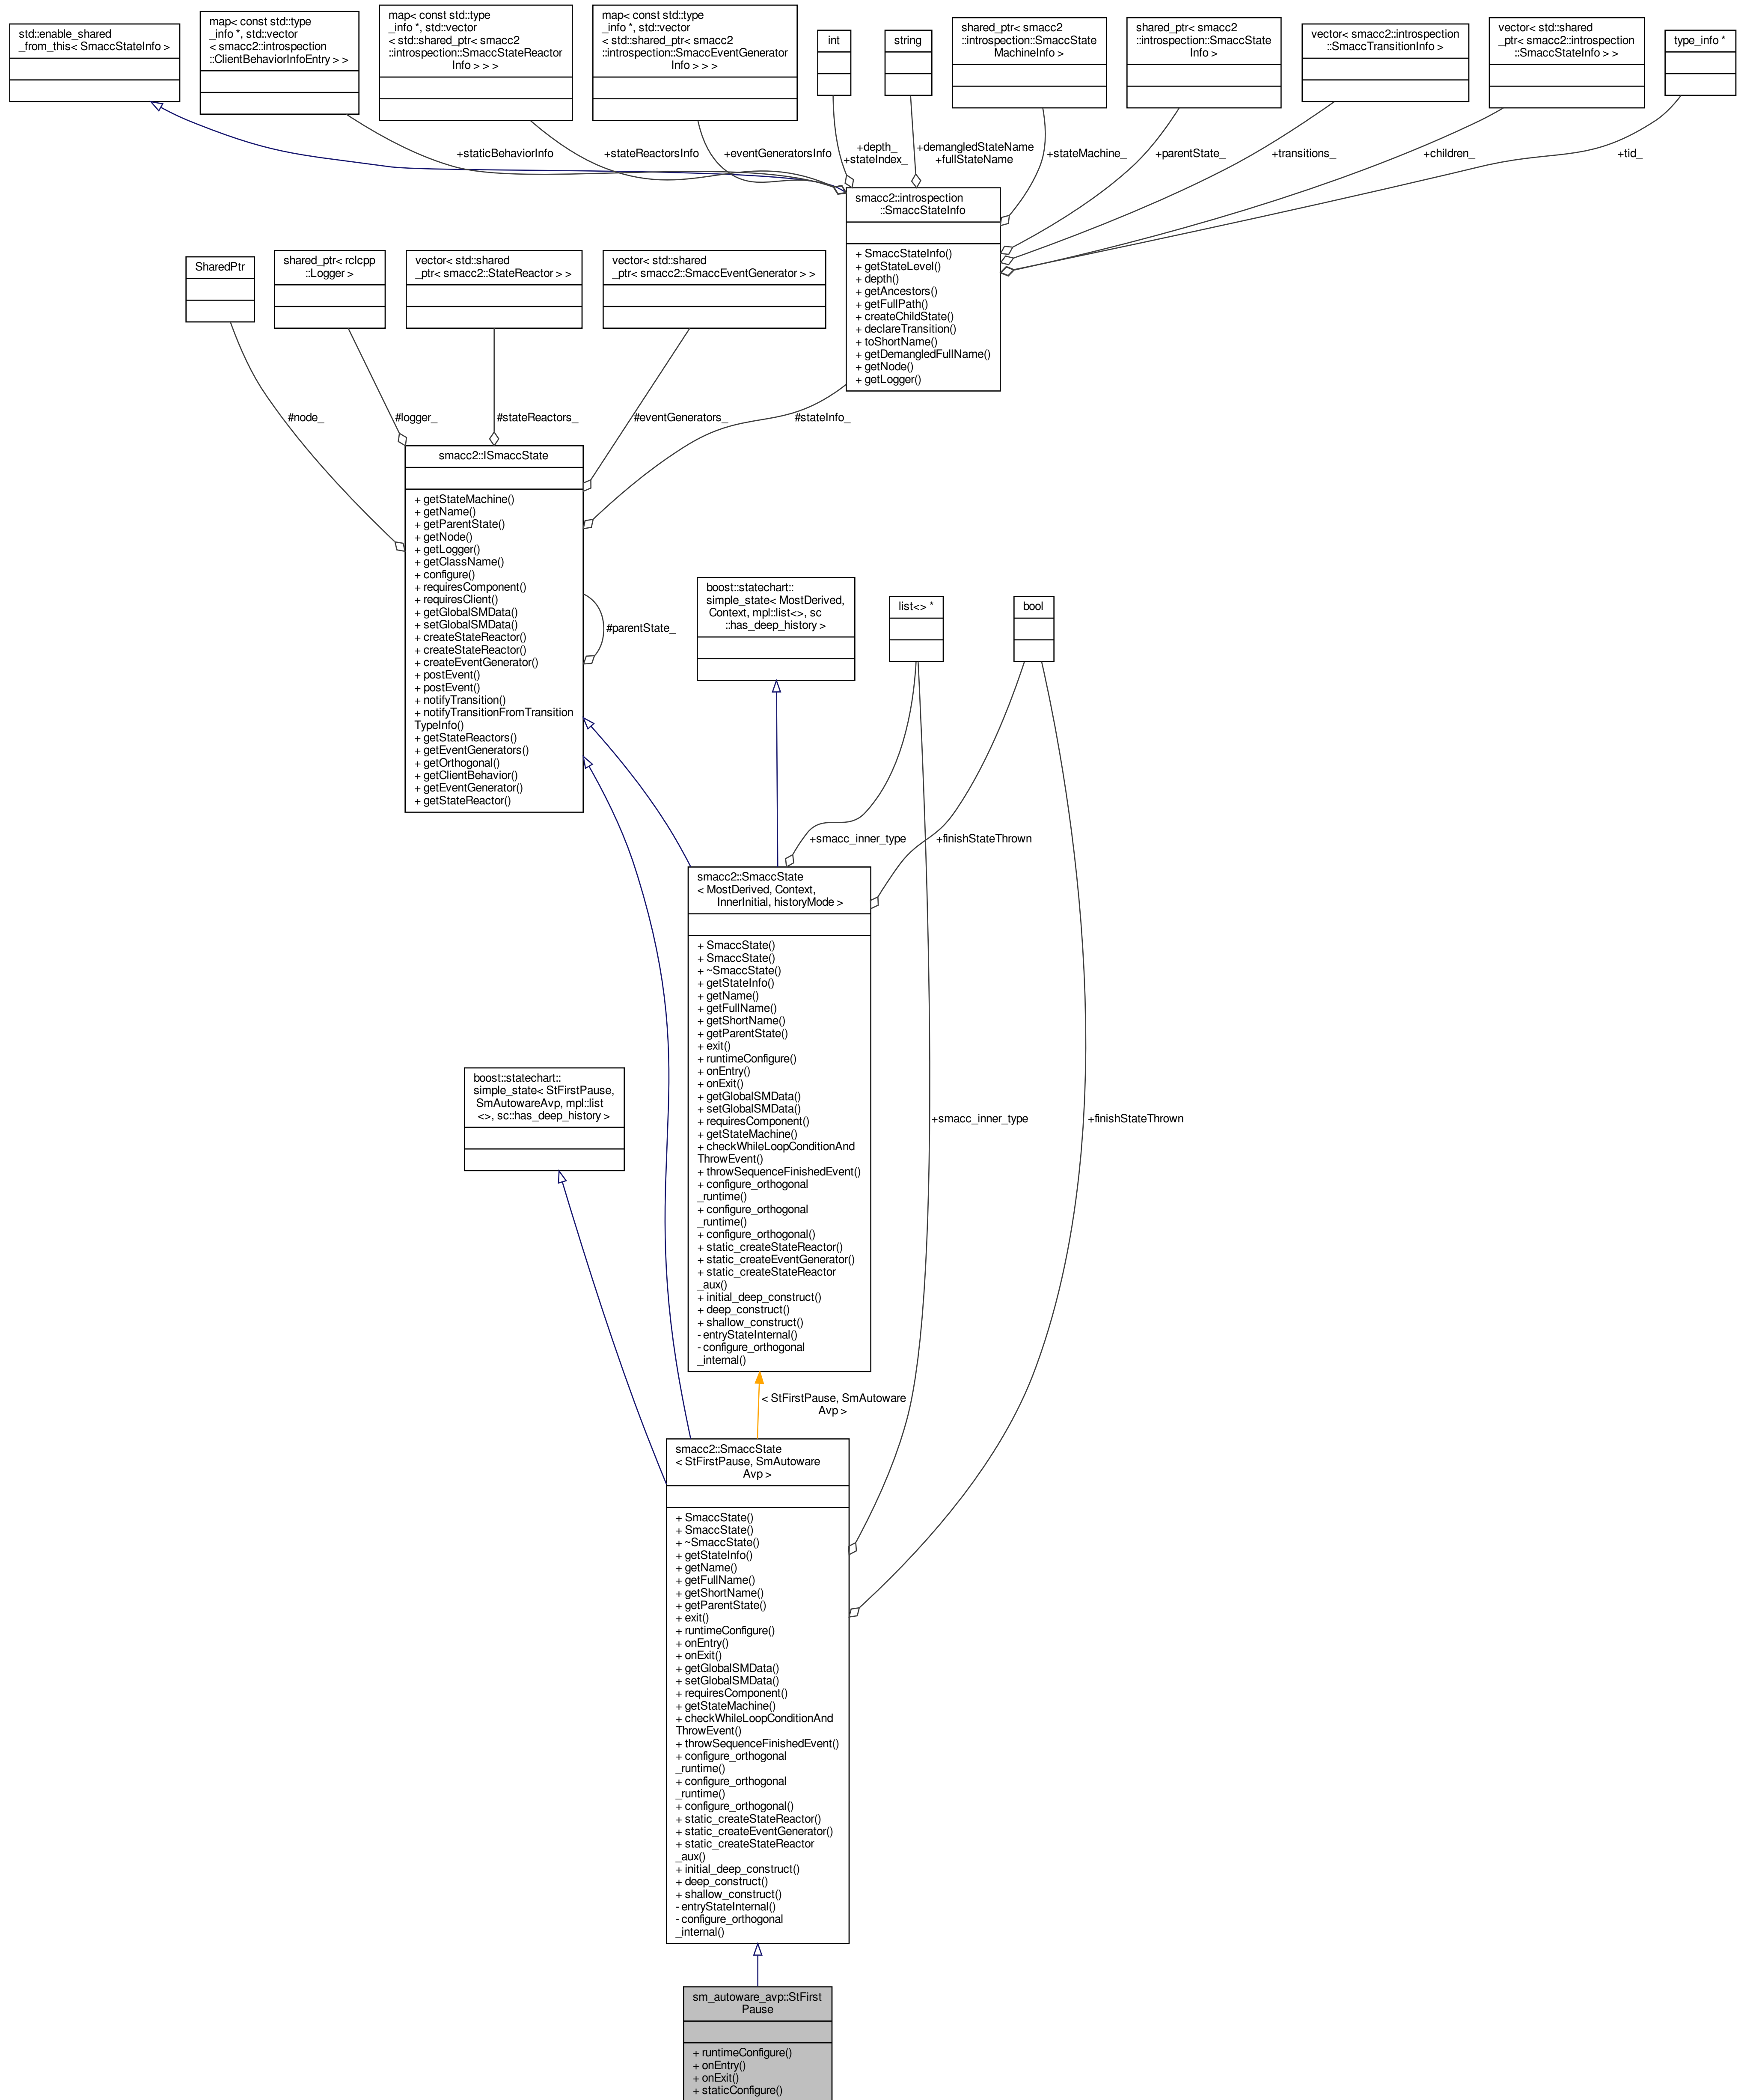 std::enable_shared
_from_this< SmaccStateInfo >
map< const std::type
_info *, std::vector
< smacc2::introspection
::ClientBehaviorInfoEntry > >
map< const std::type
_info *, std::vector
< std::shared_ptr< smacc2
::introspection::SmaccStateReactor
Info > > >
map< const std::type
_info *, std::vector
< std::shared_ptr< smacc2
::introspection::SmaccEventGenerator
Info > > >
int
string
shared_ptr< smacc2
::introspection::SmaccState
MachineInfo >
shared_ptr< smacc2
::introspection::SmaccState
Info >
vector< smacc2::introspection
::SmaccTransitionInfo >
vector< std::shared
_ptr< smacc2::introspection
::SmaccStateInfo > >
type_info *
+staticBehaviorInfo
+stateReactorsInfo
+eventGeneratorsInfo
+depth_
+stateIndex_
+demangledStateName
+fullStateName
+stateMachine_
+parentState_
+transitions_
+children_
+tid_
smacc2::introspection
::SmaccStateInfo
+ SmaccStateInfo()
+ getStateLevel()
+ depth()
+ getAncestors()
+ getFullPath()
+ createChildState()
+ declareTransition()
+ toShortName()
+ getDemangledFullName()
+ getNode()
+ getLogger()
SharedPtr
shared_ptr< rclcpp
::Logger >
vector< std::shared
_ptr< smacc2::StateReactor > >
vector< std::shared
_ptr< smacc2::SmaccEventGenerator > >
#node_
#logger_
#stateReactors_
#eventGenerators_
#stateInfo_
smacc2::ISmaccState
+ getStateMachine()
+ getName()
+ getParentState()
+ getNode()
+ getLogger()
+ getClassName()
+ configure()
+ requiresComponent()
+ requiresClient()
+ getGlobalSMData()
+ setGlobalSMData()
+ createStateReactor()
+ createStateReactor()
+ createEventGenerator()
+ postEvent()
+ postEvent()
+ notifyTransition()
+ notifyTransitionFromTransition
TypeInfo()
+ getStateReactors()
+ getEventGenerators()
+ getOrthogonal()
+ getClientBehavior()
+ getEventGenerator()
+ getStateReactor()
#parentState_
boost::statechart::
simple_state< MostDerived,
Context, mpl::list<>, sc
::has_deep_history >
list<> *
bool
+smacc_inner_type
+finishStateThrown
smacc2::SmaccState
< MostDerived, Context,
InnerInitial, historyMode >
+ SmaccState()
+ SmaccState()
+ ~SmaccState()
+ getStateInfo()
+ getName()
+ getFullName()
+ getShortName()
+ getParentState()
+ exit()
+ runtimeConfigure()
+ onEntry()
+ onExit()
+ getGlobalSMData()
+ setGlobalSMData()
+ requiresComponent()
+ getStateMachine()
+ checkWhileLoopConditionAnd
ThrowEvent()
+ throwSequenceFinishedEvent()
+ configure_orthogonal
_runtime()
+ configure_orthogonal
_runtime()
+ configure_orthogonal()
+ static_createStateReactor()
+ static_createEventGenerator()
+ static_createStateReactor
_aux()
+ initial_deep_construct()
+ deep_construct()
+ shallow_construct()
- entryStateInternal()
- configure_orthogonal
_internal()
boost::statechart::
simple_state< StFirstPause,
SmAutowareAvp, mpl::list
<>, sc::has_deep_history >
+smacc_inner_type
+finishStateThrown
< StFirstPause, SmAutoware
Avp >
smacc2::SmaccState
< StFirstPause, SmAutoware
Avp >
+ SmaccState()
+ SmaccState()
+ ~SmaccState()
+ getStateInfo()
+ getName()
+ getFullName()
+ getShortName()
+ getParentState()
+ exit()
+ runtimeConfigure()
+ onEntry()
+ onExit()
+ getGlobalSMData()
+ setGlobalSMData()
+ requiresComponent()
+ getStateMachine()
+ checkWhileLoopConditionAnd
ThrowEvent()
+ throwSequenceFinishedEvent()
+ configure_orthogonal
_runtime()
+ configure_orthogonal
_runtime()
+ configure_orthogonal()
+ static_createStateReactor()
+ static_createEventGenerator()
+ static_createStateReactor
_aux()
+ initial_deep_construct()
+ deep_construct()
+ shallow_construct()
- entryStateInternal()
- configure_orthogonal
_internal()
sm_autoware_avp::StFirst
Pause
+ runtimeConfigure()
+ onEntry()
+ onExit()
+ staticConfigure()